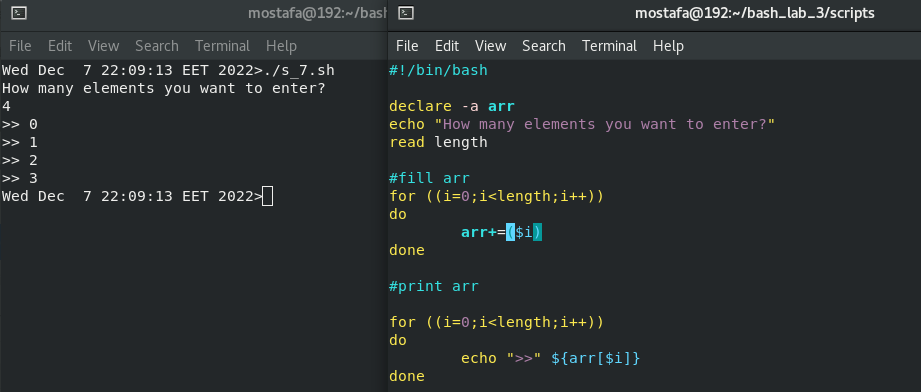 mostafa@192:~/bash
File Edit View Search Terminal Help
Wed Dec  7 22:09:13 EET 2022>./s_7.sh
How many elements you want to enter?
4
>> 0
>> 1
>> 2
>> 3
Wed Dec  7 22:09:13 EET 2022>
mostafa@192:~/bash_lab_3/scripts
File Edit View Search Terminal Help
#!/bin/bash
declare -a arr
echo "How many elements you want to enter?"
read length
#fill arr
for ((i=0;i<length;i++))
do
        arr+=($i)
done
#print arr
for ((i=0;i<length;i++))
do
        echo ">>" ${arr[$i]}
done